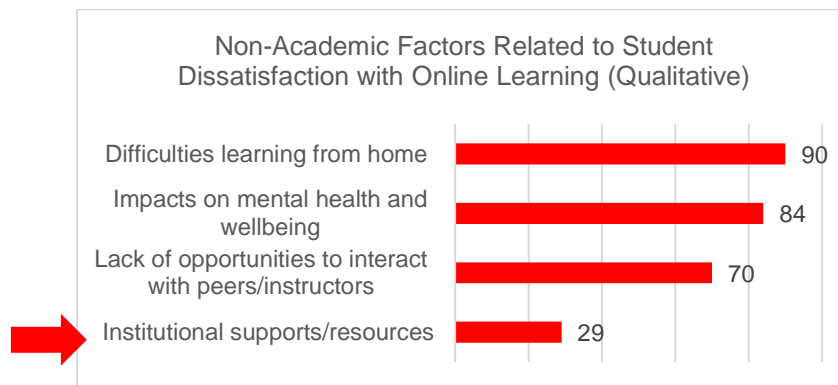 Non-Academic Factors Related to Student
Dissatisfaction with Online Learning (Qualitative)
Difficulties learning from home
90
Impacts on mental health and
wellbeing
84
Lack of opportunities to interact
with peers/instructors
70
Institutional supports/resources
29